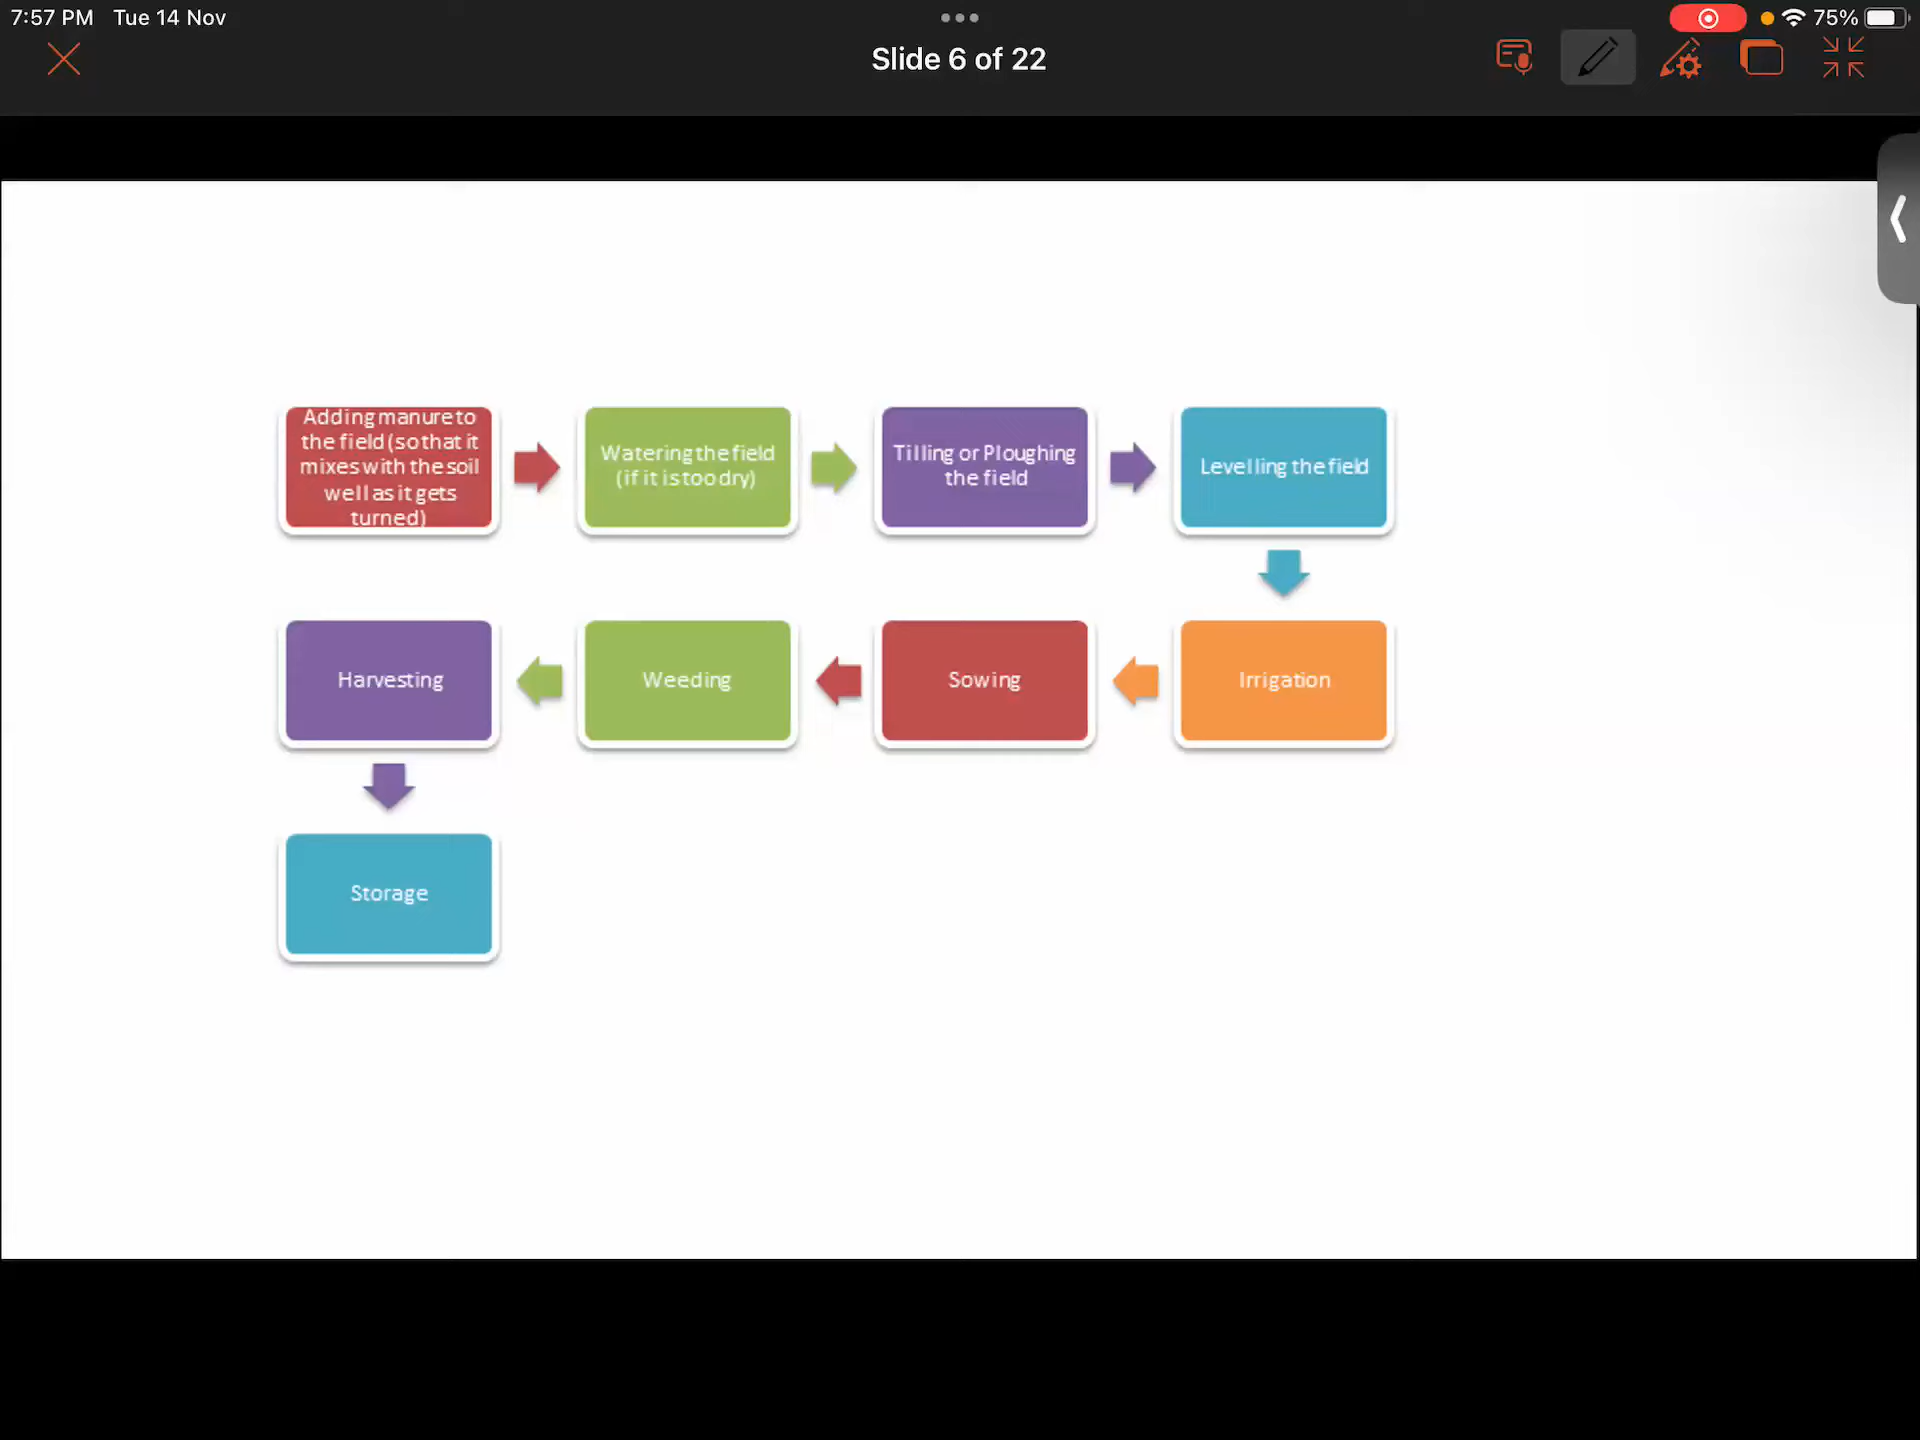 7:57 PM Tue 14 Nov
75%
Slide 6 of 22
Adding manure to
the field (so that it
mixes with the soil
well as it gets
turned)
Watering the field
(if it is too dry)
Tilling or Ploughing
the field
Levelling the field
Harvesting
Weeding
Sowing
Irrigation
Storage